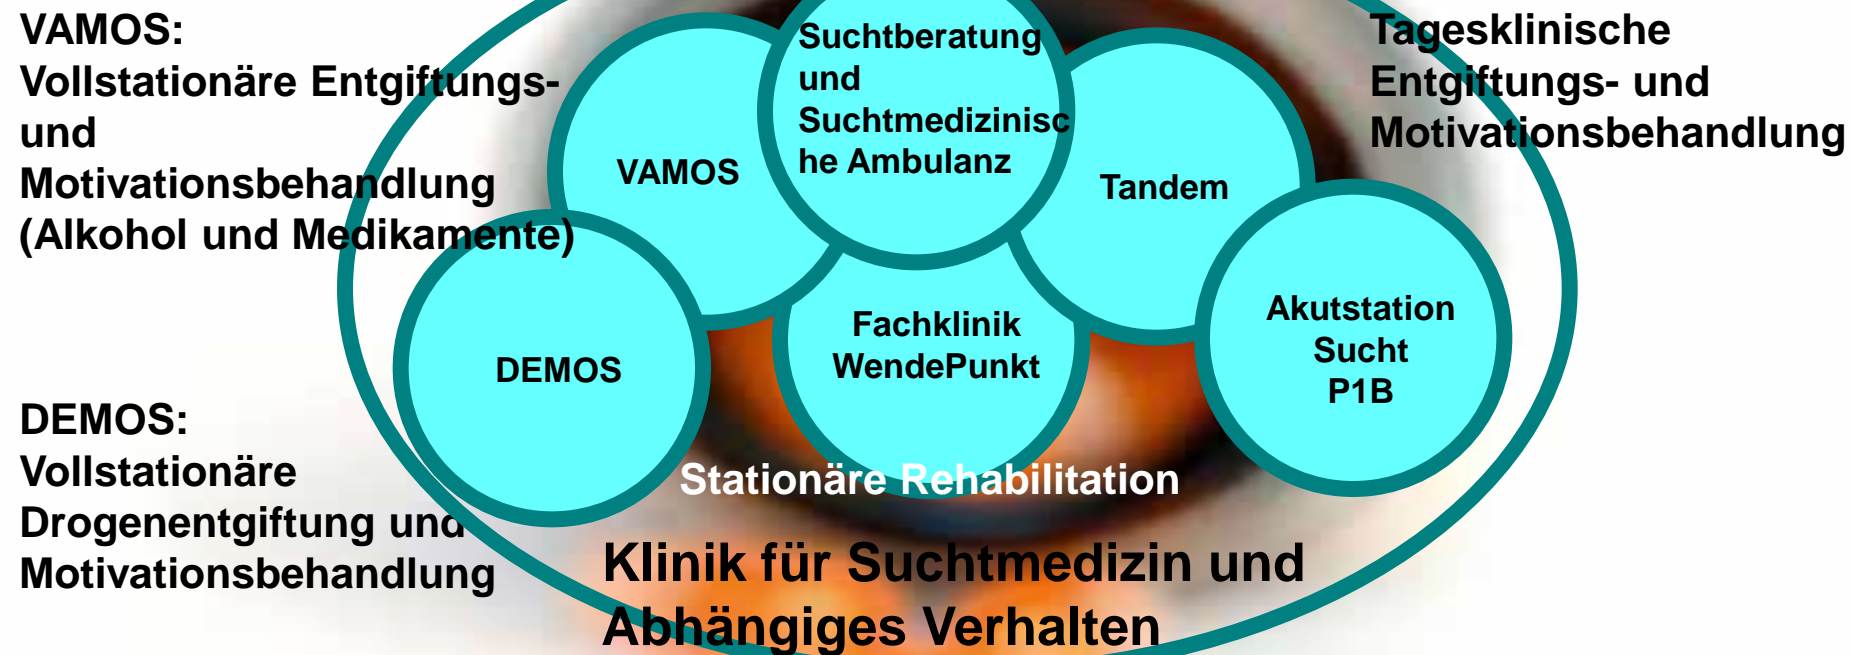 VAMOS:
Vollstationäre Entgiftungs-
und
Motivationsbehandlung
(Alkohol und Medikamente)
DEMOS:
Vollstationäre
Drogenentgiftung und
Motivationsbehandlung
VAMOS
Suchtberatung
und
Suchtmedizinisc
he Ambulanz
Tandem
DEMOS
Fachklinik
WendePunkt
Akutstation
Sucht
P1B
Stationäre Rehabilitation
Klinik für Suchtmedizin und
Abhängiges Verhalten
Tagesklinische
Entgiftungs- und
Motivationsbehandlung